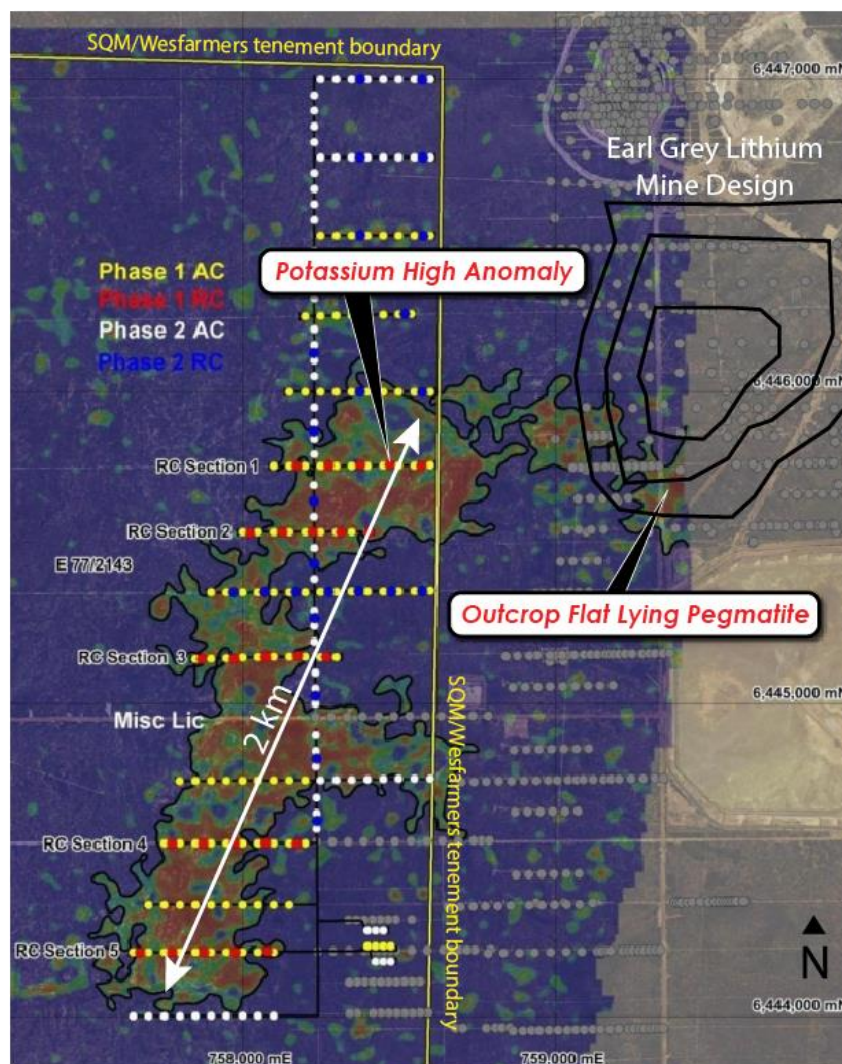 SQM/Wesfarmers tenement boundary
6,447,000 mN
Earl Grey Lithium
Mine Design
Phase 1 AC
Phase 1 RC
Phase 2 AC
Phase 2 RC
Potassium High Anomaly
6,446,000 mN
RC Section 1
RC Section 2
E 77/2143
Outcrop Flat Lying Pegmatite
RC Section 3
SQM/Wesfarmers tenement boundary
6,445,000 mN
Misc Lic
2 km
RC Section 4
RC Section 5
N
6,444,000 mN
758,000 mE
759,000 mE